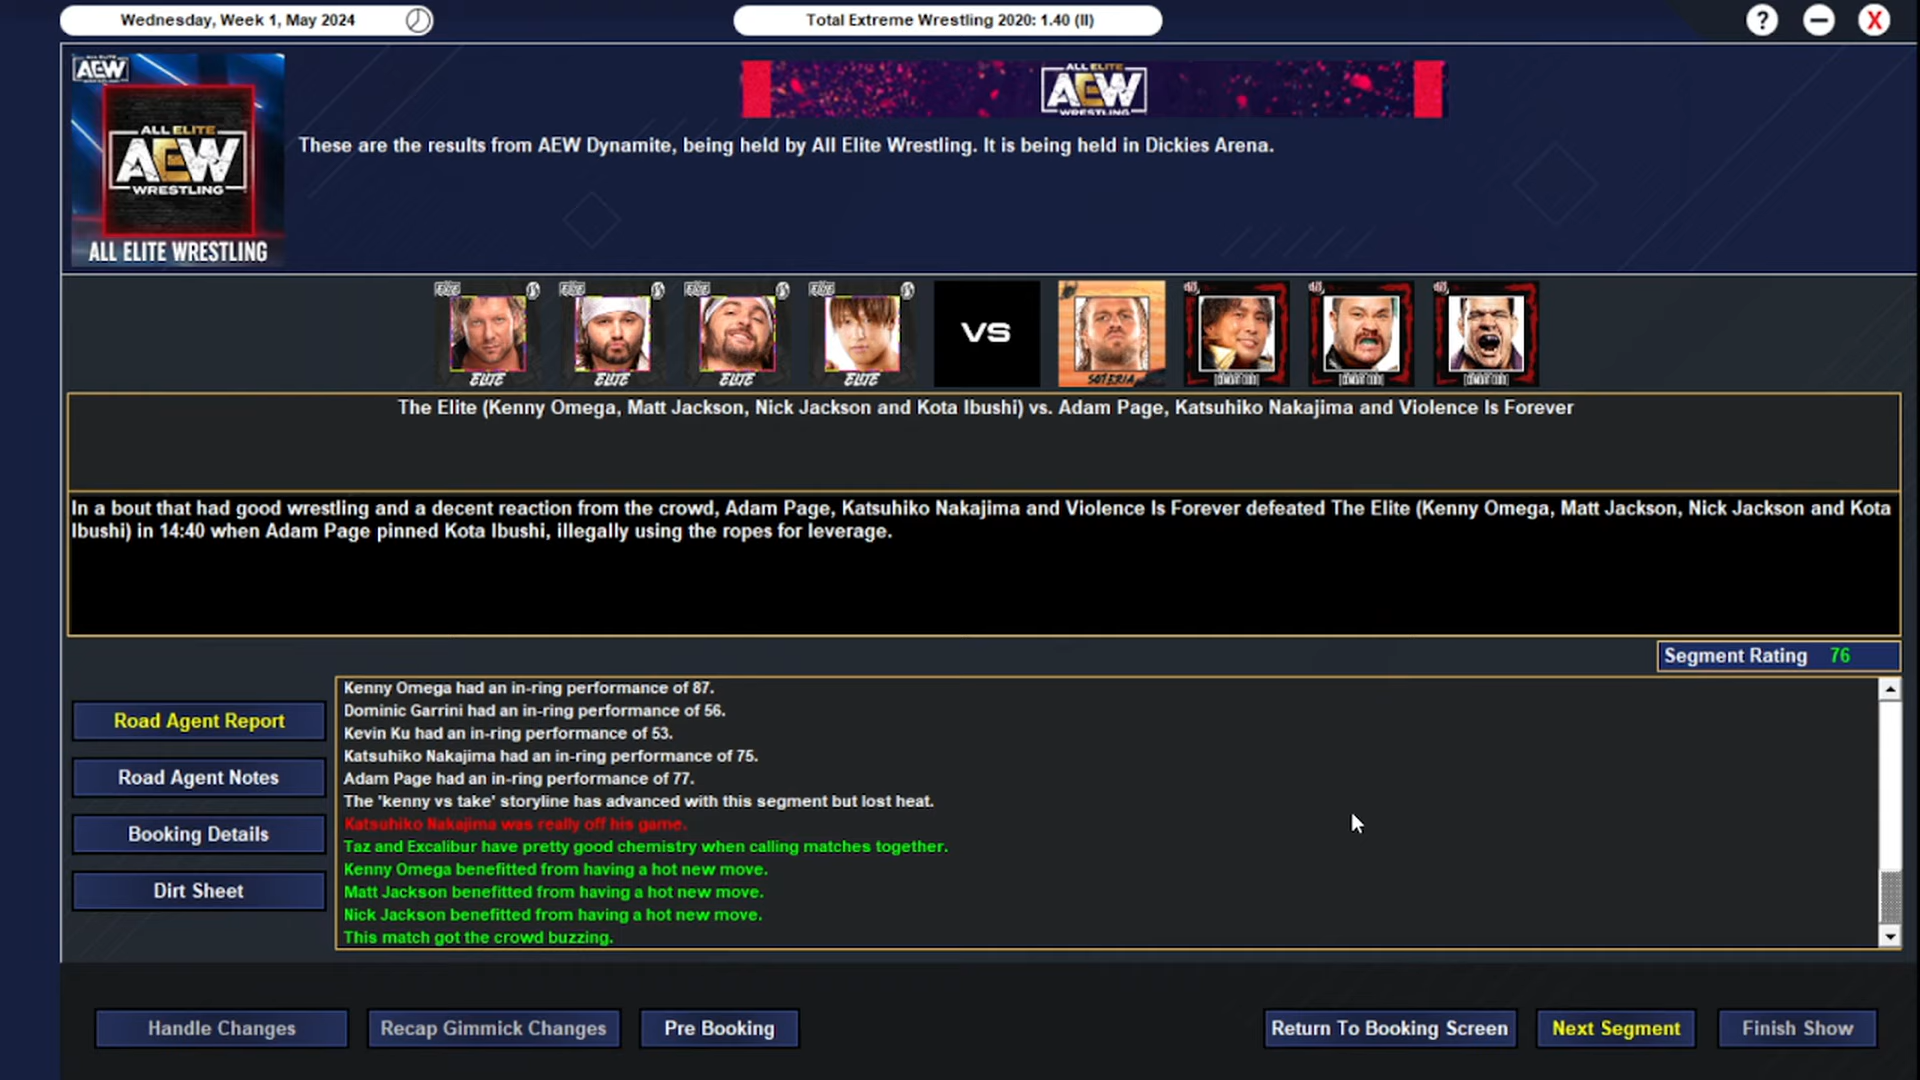 Wednesday, Week 1, May 2024
Total Extreme Wrestling 2020: 1.40 (II)
?
X
AEW
ALL ELITE
AEW
WRESTLING
ALL ELITE WRESTLING
ALL ELITE
AEW
WRESTLING
These are the results from AEW Dynamite, being held by All Elite Wrestling. It is being held in Dickies Arena.
ELITE
ELITE
ELITE
ELITE
VS
SOTERIA
The Elite (Kenny Omega, Matt Jackson, Nick Jackson and Kota Ibushi) vs. Adam Page, Katsuhiko Nakajima and Violence Is Forever
In a bout that had good wrestling and a decent reaction from the crowd, Adam Page, Katsuhiko Nakajima and Violence Is Forever defeated The Elite (Kenny Omega, Matt Jackson, Nick Jackson and Kota
Ibushi) in 14:40 when Adam Page pinned Kota Ibushi, illegally using the ropes for leverage.
Segment Rating 76
Road Agent Report
Road Agent Notes
Booking Details
Dirt Sheet
Kenny Omega had an in-ring performance of 87.
Dominic Garrini had an in-ring performance of 56.
Kevin Ku had an in-ring performance of 53.
Katsuhiko Nakajima had an in-ring performance of 75.
Adam Page had an in-ring performance of 77.
The 'kenny vs take' storyline has advanced with this segment but lost heat.
Katsuhiko Nakajima was really off his game.
Taz and Excalibur have pretty good chemistry when calling matches together.
Kenny Omega benefitted from having a hot new move.
Matt Jackson benefitted from having a hot new move.
Nick Jackson benefitted from having a hot new move.
This match got the crowd buzzing.
Handle Changes
Recap Gimmick Changes
Pre Booking
Return To Booking Screen
Next Segment
Finish Show